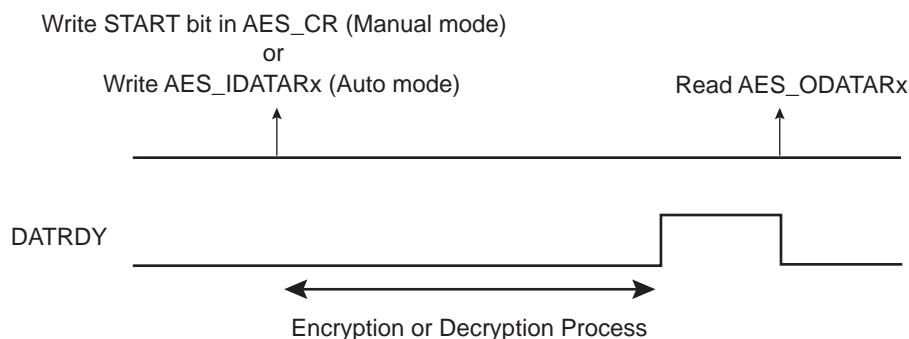 Write START bit in AES_CR (Manual mode)
or
Write AES_IDATARx (Auto mode)
Read AES_ODATARx
DATRDY
Encryption or Decryption Process